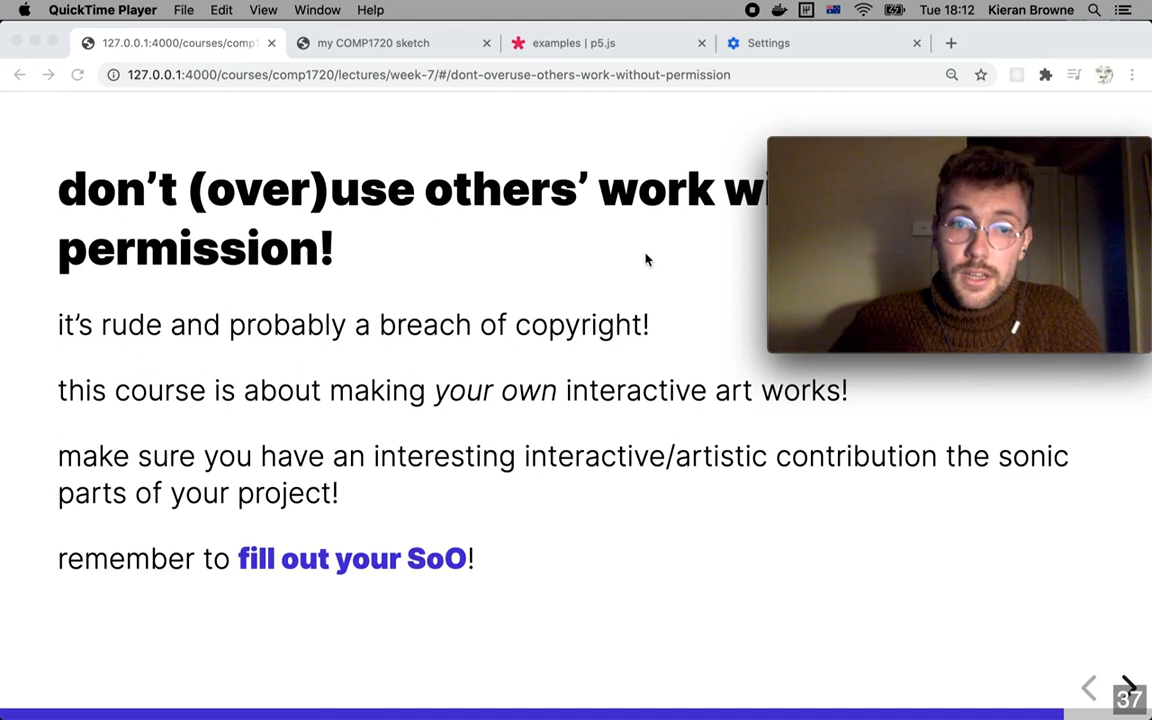 QuickTime Player File Edit View Window Help Tue 18:12 Kieran Browne
127.0.0.1:4000/courses/comp1 my COMP1720 sketch examples | p5.js Settings
127.0.0.1:4000/courses/comp1720/lectures/week-7/#/dont-overuse-others-work-without-permission
don’t (over)use others’ work wi
permission!
it’s rude and probably a breach of copyright!
this course is about making your own interactive art works!
make sure you have an interesting interactive/artistic contribution the sonic
parts of your project!
remember to fill out your SoO!
37